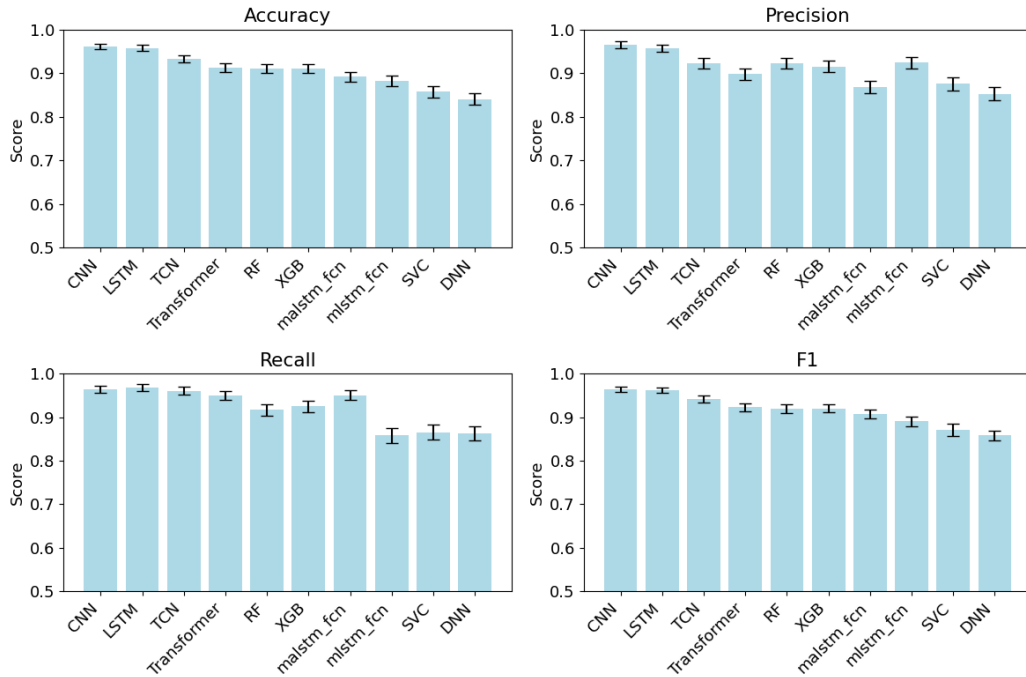 Accuracy
Score
1.0
0.9
0.8
0.7
0.6
0.5
CNN
LSTM
TCN
Transformer
RF
XGB
malstm_fcn
mlstm_fcn
SVC
DNN
Precision
Score
1.0
0.9
0.8
0.7
0.6
0.5
CNN
LSTM
TCN
Transformer
RF
XGB
malstm_fcn
mlstm_fcn
SVC
DNN
Recall
Score
1.0
0.9
0.8
0.7
0.6
0.5
CNN
LSTM
TCN
Transformer
RF
XGB
malstm_fcn
mlstm_fcn
SVC
DNN
F1
Score
1.0
0.9
0.8
0.7
0.6
0.5
CNN
LSTM
TCN
Transformer
RF
XGB
malstm_fcn
mlstm_fcn
SVC
DNN